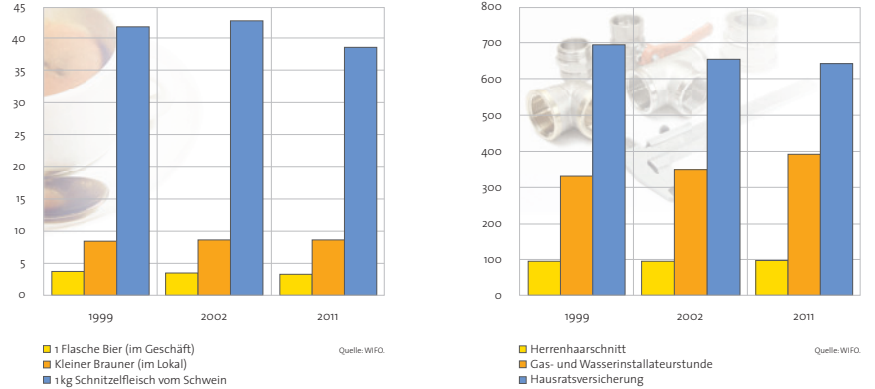 45
40
35
30
25
20
15
10
5
0
1999 2002 2011
1 Flasche Bier (im Geschäft)
Kleiner Brauner (im Lokal)
1kg Schnitzelfleisch vom Schwein
Quelle: WIFO.
800
700
600
500
400
300
200
100
0
1999 2002 2011
Herrenhaarschnitt
Gas- und Wasserinstallateurstunde
Hausratsversicherung
Quelle: WIFO.